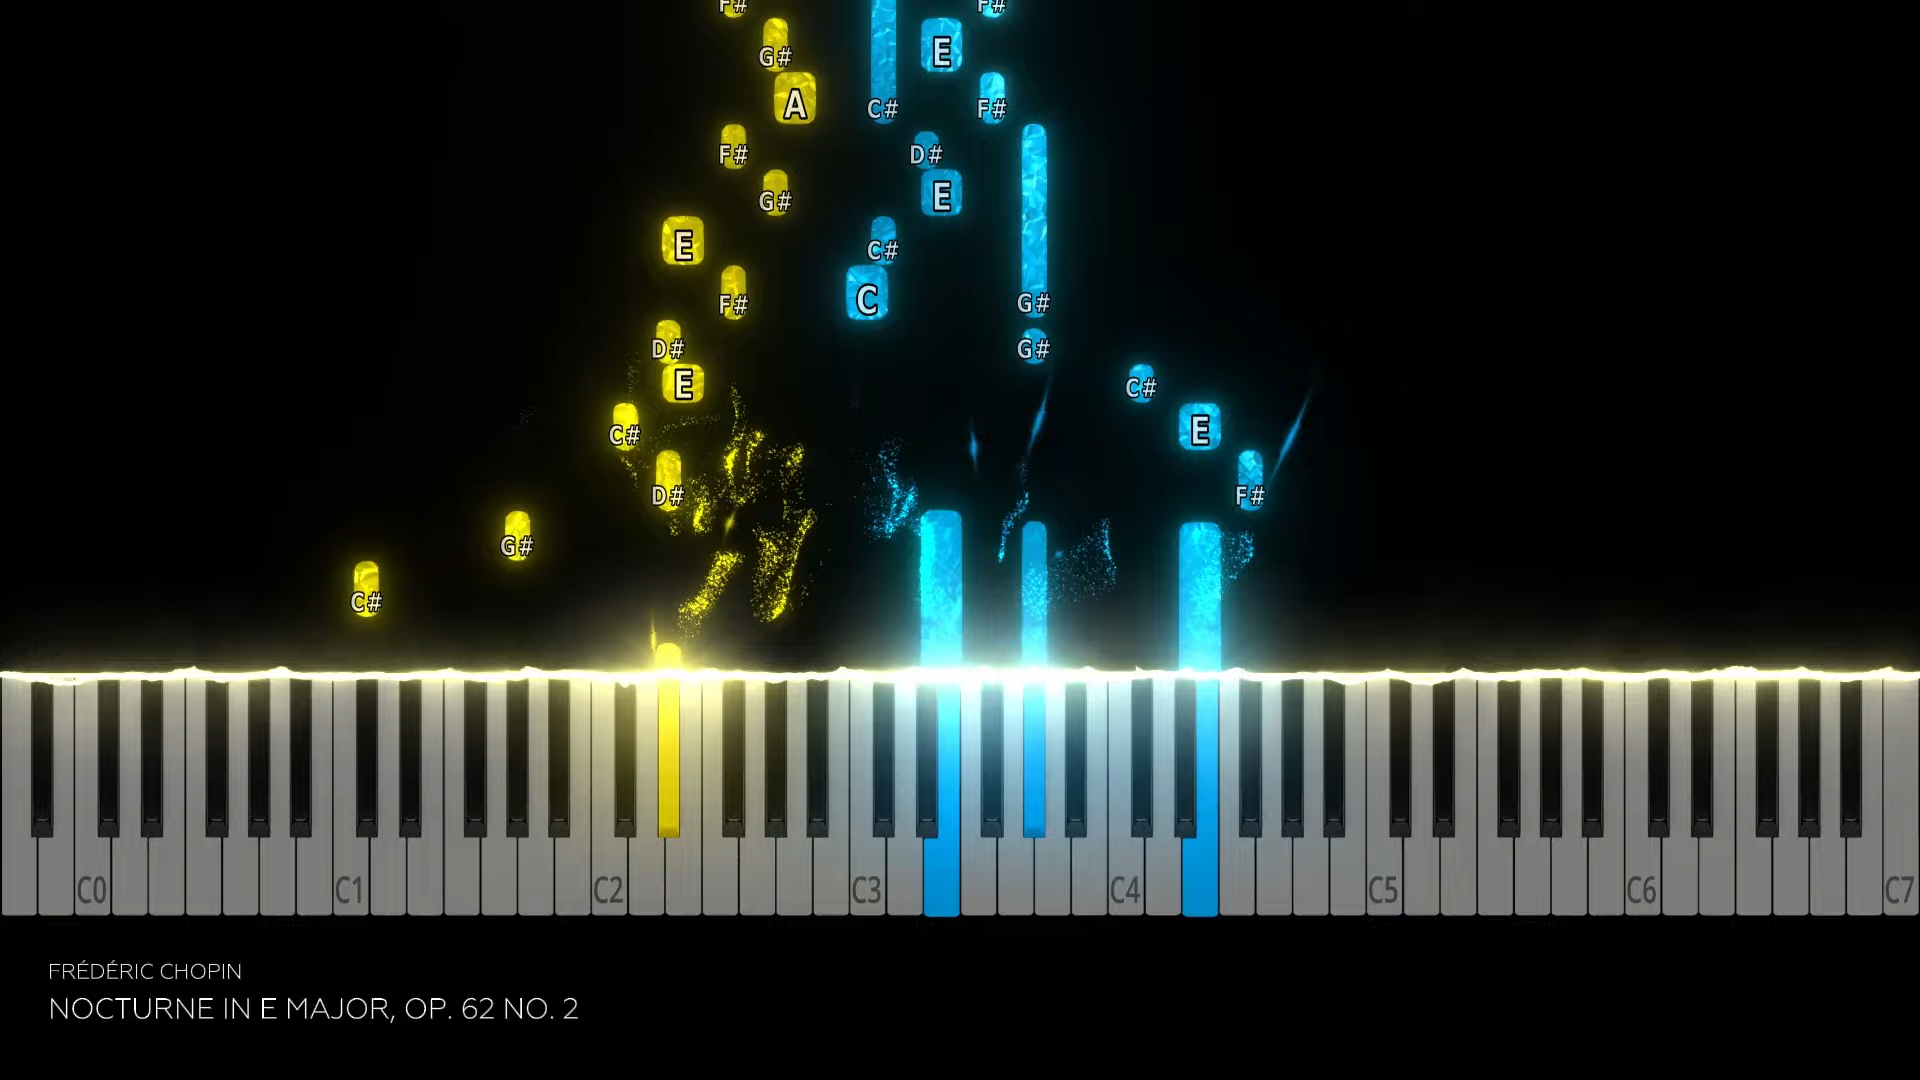 F# F#
G# E
A C# F#
F# D#
G# E
E C#
F# C G#
D# G#
E C#
C# E
D# F#
G#
C#
C0 C1 C2 C3 C4 C5 C6 C7
FRÉDÉRIC CHOPIN
NOCTURNE IN E MAJOR, OP. 62 NO. 2